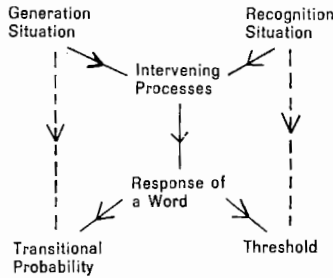 Generation
Situation
Recognition
Situation
Intervening
Processes
Response of
a Word
Transitional
Probability
Threshold